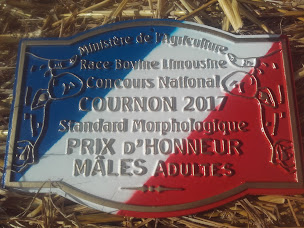 Ministère de l'Agriculture
Race Bovine Limousine
Concours National
COURNON 2017
Standard Morphologique
PRIX D'HONNEUR
MÂLES ADULTES